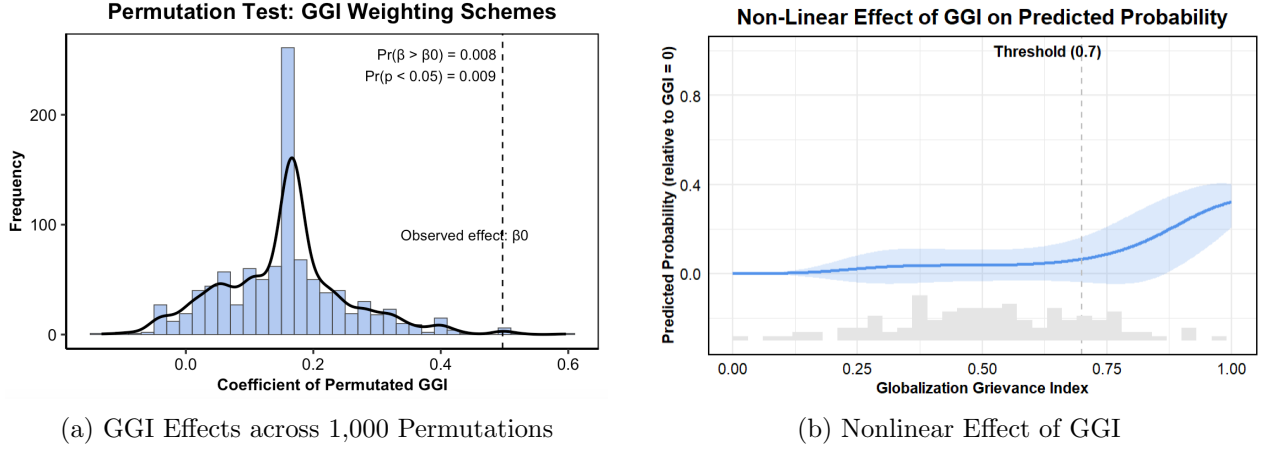 Permutation Test: GGI Weighting Schemes
Pr(β > β0) = 0.008
Pr(p < 0.05) = 0.009
Observed effect: β0
Frequency
200
100
0
0.0 0.2 0.4 0.6
Coefficient of Permutated GGI
(a) GGI Effects across 1,000 Permutations
Non-Linear Effect of GGI on Predicted Probability
Threshold (0.7)
Predicted Probability (relative to GGI = 0)
0.8
0.4
0.0
0.00 0.25 0.50 0.75 1.00
Globalization Grievance Index
(b) Nonlinear Effect of GGI